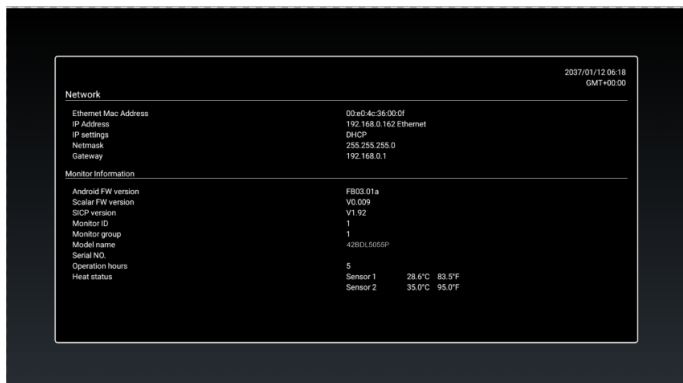 2037/01/12 06:18
GMT+00:00
Network
Ethernet Mac Address 00:e0:4c:36:00:0f
IP Address 192.168.0.162 Ethernet
IP settings DHCP
Netmask 255.255.255.0
Gateway 192.168.0.1
Monitor Information
Android FW version FB03.01a
Scalar FW version V0.009
SICP version V1.92
Monitor ID 1
Monitor group 1
Model name 42BDL5055P
Serial NO.
Operation hours 5
Heat status Sensor 1 28.6°C 83.5°F
Sensor 2 35.0°C 95.0°F